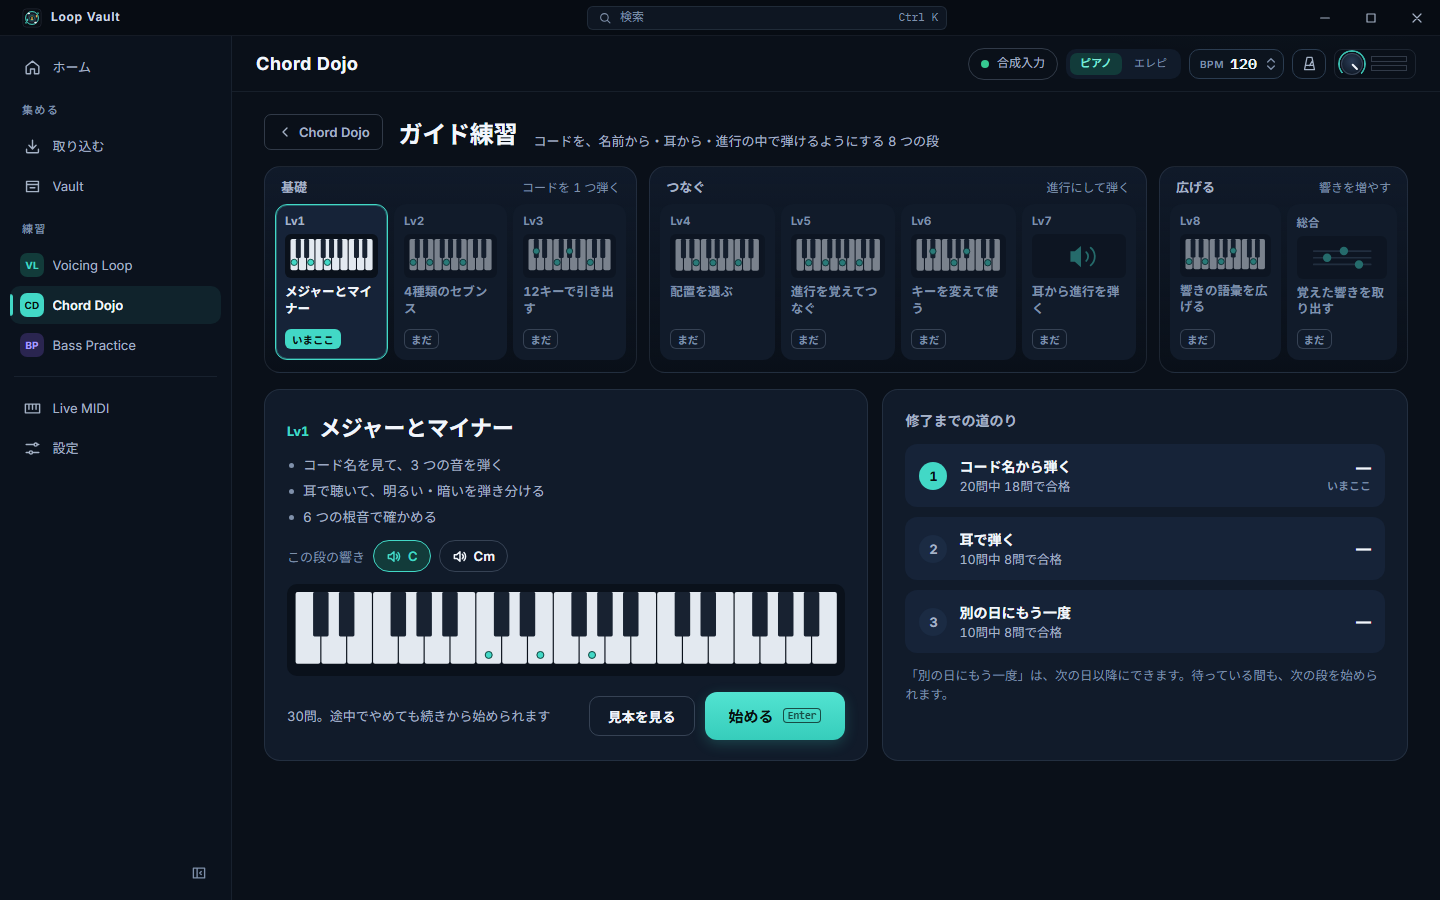 Loop Vault
検索
Ctrl K
ホーム
集める
取り込む
Vault
練習
VL Voicing Loop
CD Chord Dojo
BP Bass Practice
Live MIDI
設定
Chord Dojo
合成入力
ピアノ エレピ
BPM 120
Chord Dojo
ガイド練習
コードを、名前から・耳から・進行の中で弾けるようにする 8 つの段
基礎 コードを 1 つ弾く
Lv1
メジャーとマイ
ナー
いまここ
Lv2
4種類のセブン
ス
まだ
Lv3
12キーで引き出
す
まだ
つなぐ 進行にして弾く
Lv4
配置を選ぶ
まだ
Lv5
進行を覚えてつ
なぐ
まだ
Lv6
キーを変えて使
う
まだ
Lv7
耳から進行を弾
く
まだ
広げる 響きを増やす
Lv8
響きの語彙を広
げる
まだ
総合
覚えた響きを取
り出す
まだ
Lv1 メジャーとマイナー
コード名を見て、3 つの音を弾く
耳で聴いて、明るい・暗いを弾き分ける
6 つの根音で確かめる
この段の響き C Cm
30問。途中でやめても続きから始められます
見本を見る
始める Enter
修了までの道のり
1 コード名から弾く —
20問中 18問で合格 いまここ
2 耳で弾く —
10問中 8問で合格
3 別の日にもう一度 —
10問中 8問で合格
「別の日にもう一度」は、次の日以降にできます。待っている間も、次の段を始めら
れます。